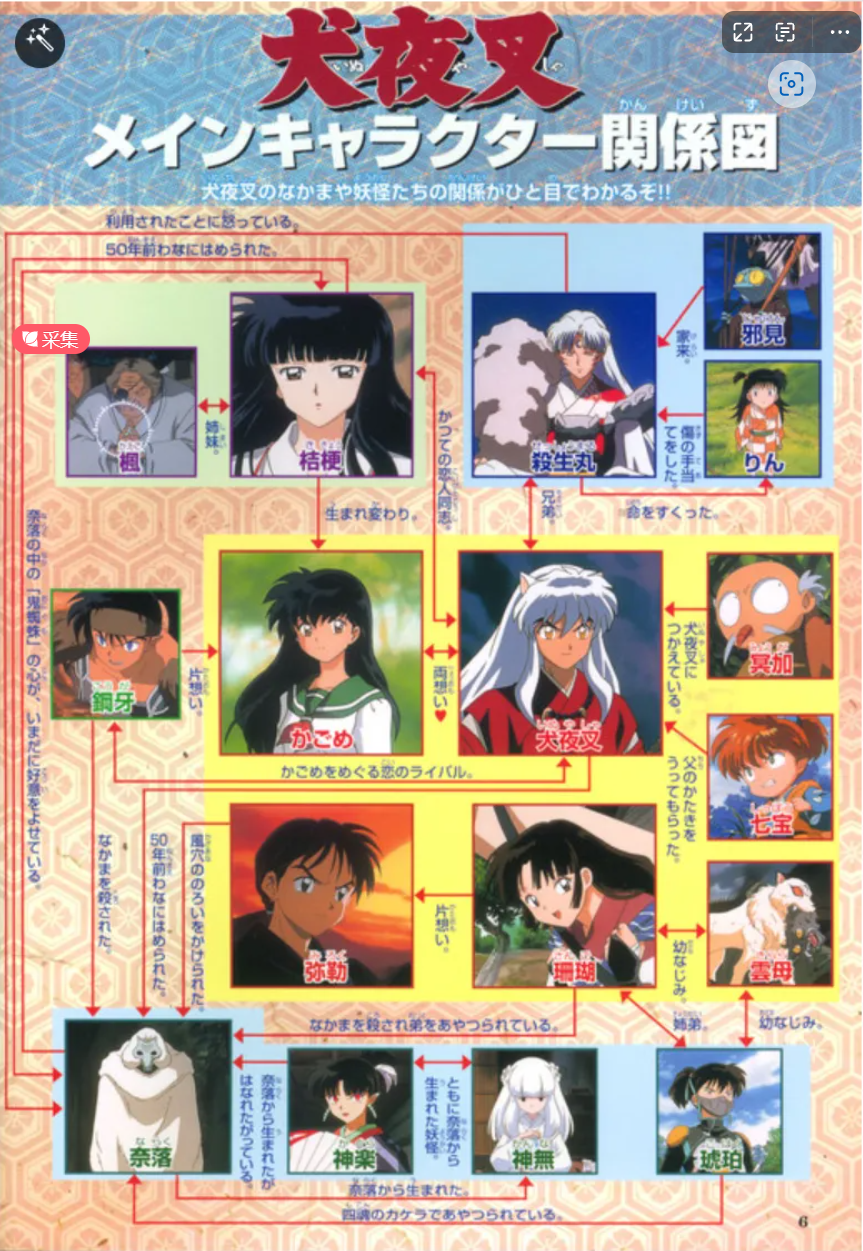 犬夜叉
いぬ や しゃ
メインキャラクター関係図
かん けい ず
犬夜叉のなかまや妖怪たちの関係がひと目でわかるぞ!!
利用されたことに怒っている。
50年前わなにはめられた。
采集
楓
姉妹。
桔梗
殺生丸
家来。
邪見
傷の手当
てをした。
りん
生まれ変わり。
かつての恋人同志。
兄弟。
命をすくった。
奈落の中の「鬼蜘蛛」の心が、いまだに好意をよせている。
鋼牙
片想い。
かごめ
両想い♥
犬夜叉
犬夜叉に
つかえている。
冥加
かごめをめぐる恋のライバル。
父のかたきを
うってもらった。
七宝
なかまを殺された。
50年前わなにはめられた。
風穴ののろいをかけられた。
弥勒
片想い。
珊瑚
幼なじみ。
雲母
なかまを殺され弟をあやつられている。
姉弟。
幼なじみ。
奈落
奈落から生まれたが
はなれたがっている。
神楽
ともに奈落から
生まれた妖怪。
神無
琥珀
奈落から生まれた。
四魂のカケラであやつられている。
6